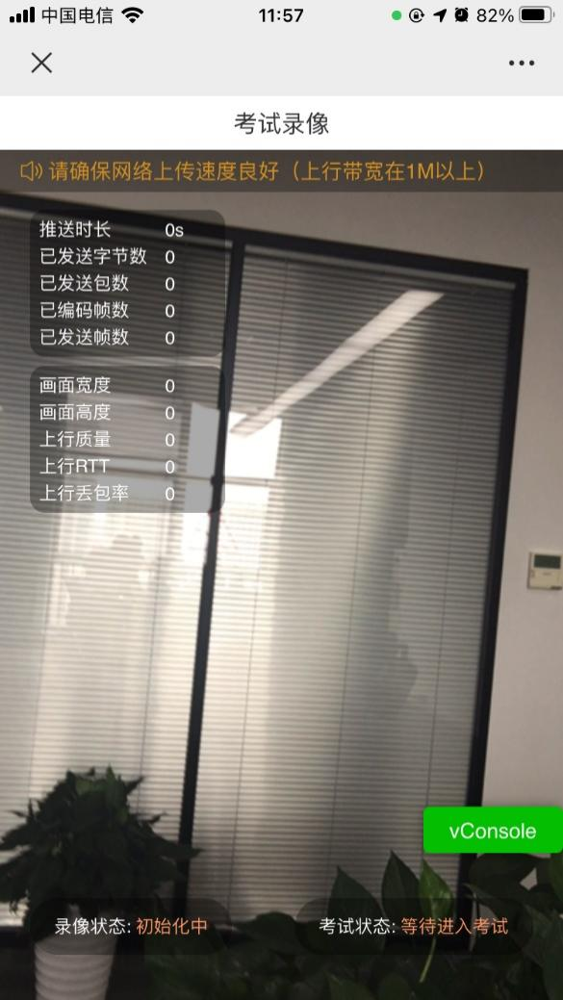 中国电信
11:57
82%
考试录像
请确保网络上传速度良好（上行带宽在1M以上）
推送时长 0s
已发送字节数 0
已发送包数 0
已编码帧数 0
已发送帧数 0
画面宽度 0
画面高度 0
上行质量 0
上行RTT 0
上行丢包率 0
vConsole
录像状态: 初始化中
考试状态: 等待进入考试